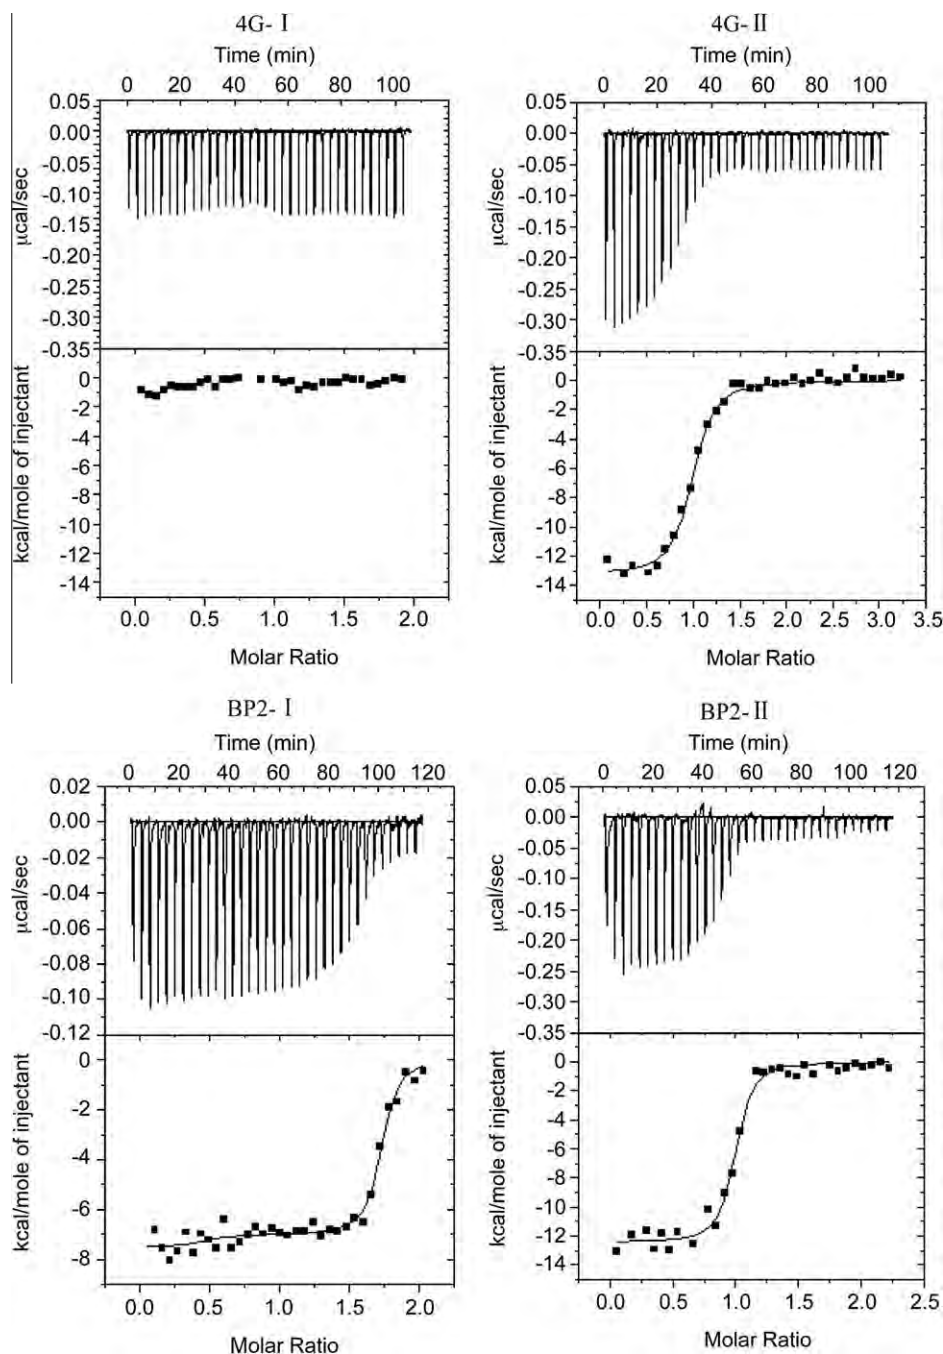 4G- Ⅰ
Time (min)
0 20 40 60 80 100
0.05
0.00
-0.05
-0.10
-0.15
-0.20
-0.25
-0.30
-0.35
μcal/sec
0
-2
-4
-6
-8
-10
-12
-14
kcal/mole of injectant
0.0 0.5 1.0 1.5 2.0
Molar Ratio
4G-Ⅱ
Time (min)
0 20 40 60 80 100
0.05
0.00
-0.05
-0.10
-0.15
-0.20
-0.25
-0.30
-0.35
μcal/sec
0
-2
-4
-6
-8
-10
-12
-14
kcal/mole of injectant
0.0 0.5 1.0 1.5 2.0 2.5 3.0 3.5
Molar Ratio
BP2- Ⅰ
Time (min)
0 20 40 60 80 100 120
0.02
0.00
-0.02
-0.04
-0.06
-0.08
-0.10
-0.12
μcal/sec
0
-2
-4
-6
-8
kcal/mole of injectant
0.0 0.5 1.0 1.5 2.0
Molar Ratio
BP2-Ⅱ
Time (min)
0 20 40 60 80 100 120
0.05
0.00
-0.05
-0.10
-0.15
-0.20
-0.25
-0.30
-0.35
μcal/sec
0
-2
-4
-6
-8
-10
-12
-14
kcal/mole of injectant
0.0 0.5 1.0 1.5 2.0 2.5
Molar Ratio